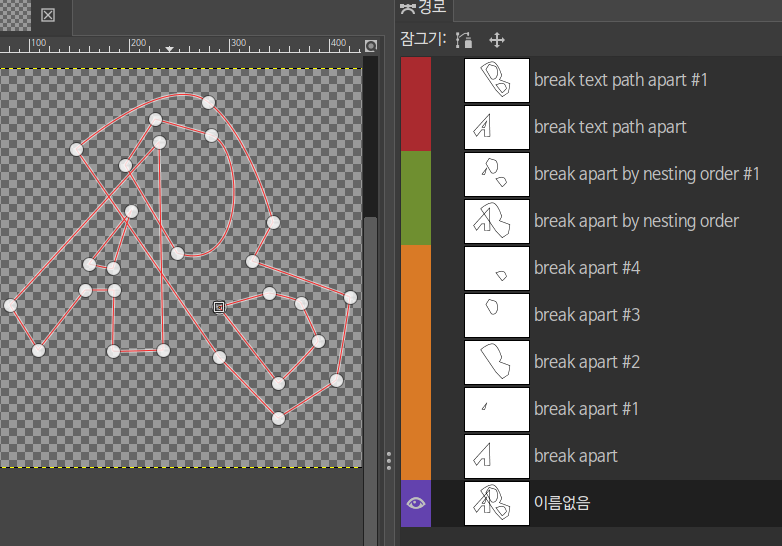 경로
100 200 300 400
잠그기:
break text path apart #1
break text path apart
break apart by nesting order #1
break apart by nesting order
break apart #4
break apart #3
break apart #2
break apart #1
break apart
이름없음